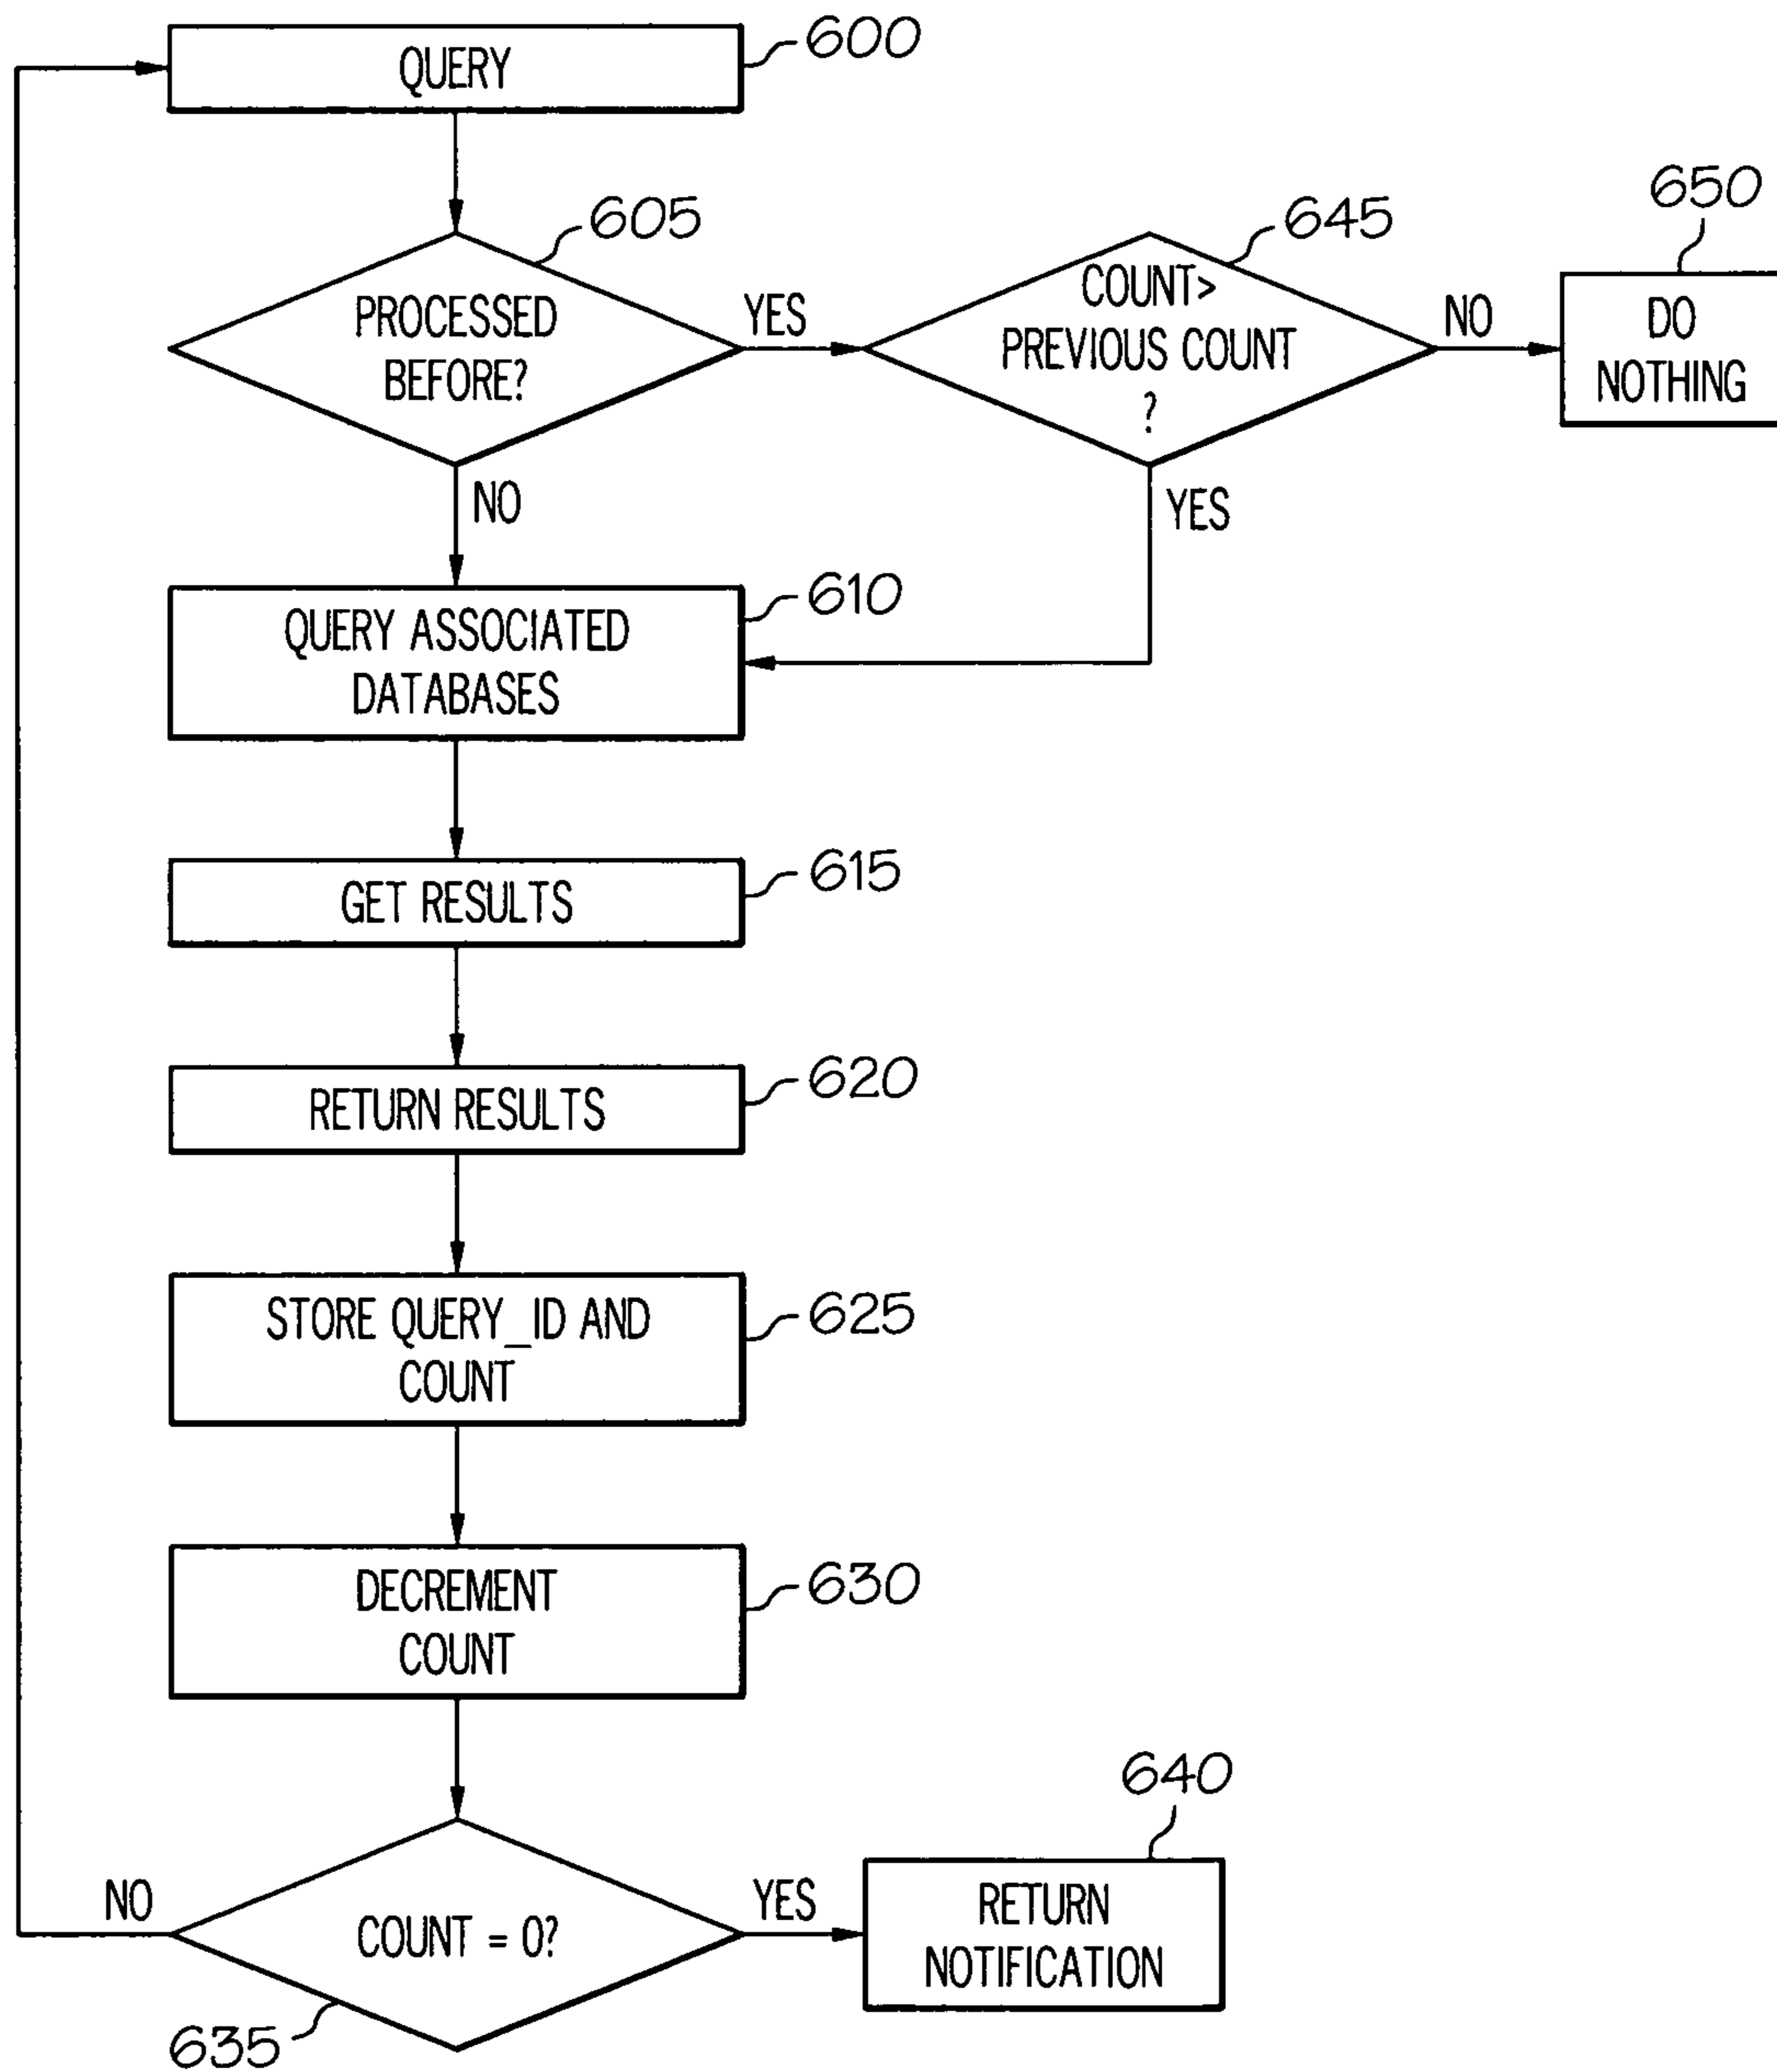 QUERY
600
605
PROCESSED
BEFORE?
YES
645
COUNT>
PREVIOUS COUNT
?
NO
650
DO
NOTHING
NO
YES
610
QUERY ASSOCIATED
DATABASES
615
GET RESULTS
620
RETURN RESULTS
625
STORE QUERY_ID AND
COUNT
630
DECREMENT
COUNT
635
COUNT = 0?
NO
YES
640
RETURN
NOTIFICATION